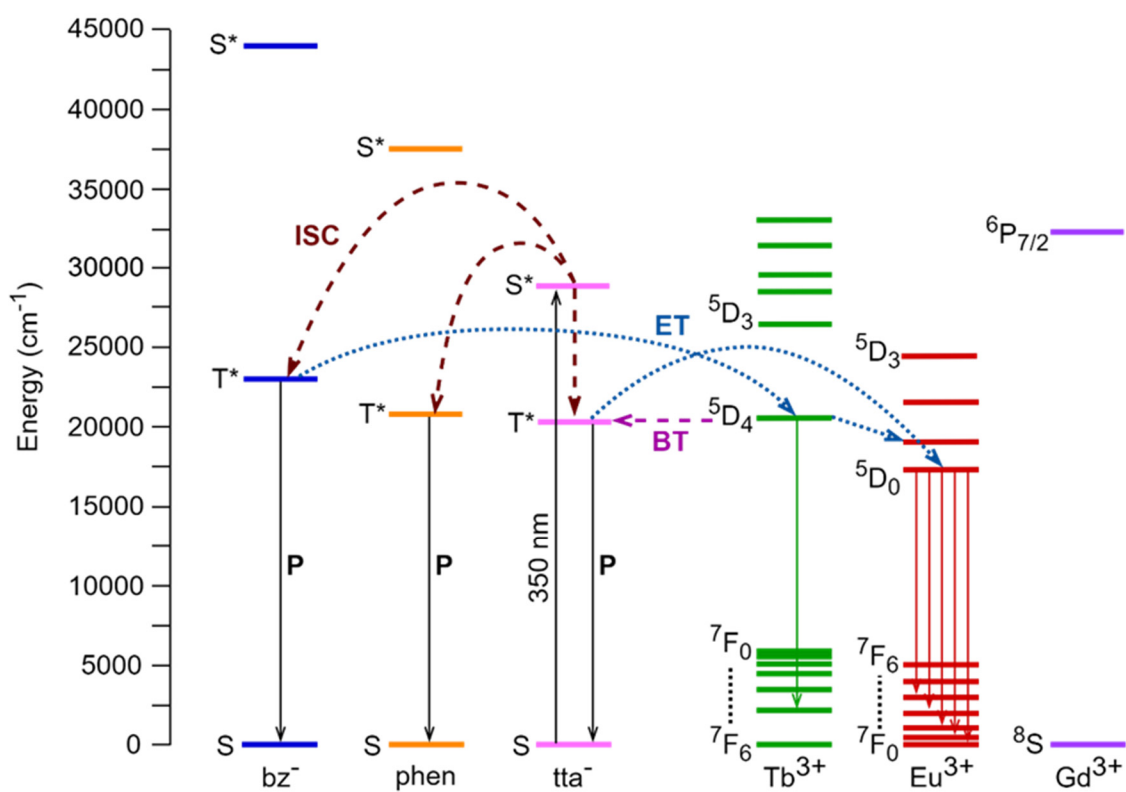 45000
40000
35000
30000
25000
20000
15000
10000
5000
0
Energy (cm⁻¹)
S*
S*
ISC
S*
T*
T*
T*
ET
BT
P
P
350 nm
P
⁵D₃
⁵D₄
⁷F₀
⁷F₆
⁵D₃
⁵D₀
⁷F₆
⁷F₀
⁶P₇/₂
⁸S
S
S
S
bz⁻
phen
tta⁻
Tb³⁺
Eu³⁺
Gd³⁺